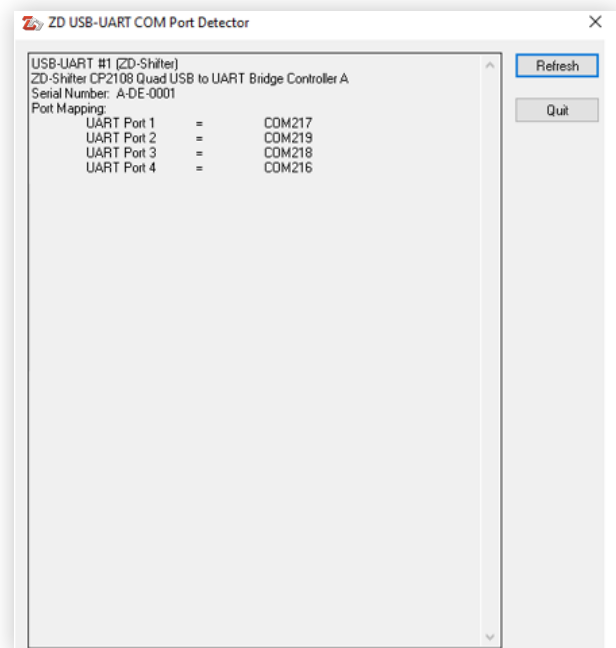 ZD USB-UART COM Port Detector
USB-UART #1 (ZD-Shifter)
ZD-Shifter CP2108 Quad USB to UART Bridge Controller A
Serial Number: A-DE-0001
Port Mapping:
UART Port 1 = COM217
UART Port 2 = COM219
UART Port 3 = COM218
UART Port 4 = COM216
Refresh
Quit